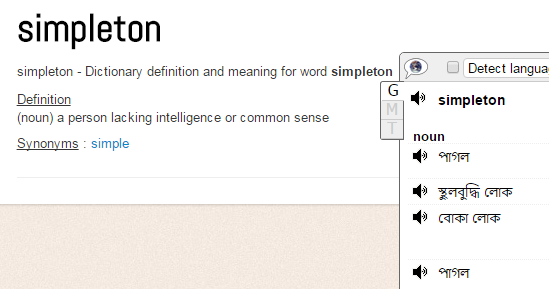 simpleton
simpleton - Dictionary definition and meaning for word simpleton
Definition
(noun) a person lacking intelligence or common sense
Synonyms : simple
Detect langua
G
M
T
simpleton
noun
পাগল
স্থুলবুদ্ধি লোক
বোকা লোক
পাগল